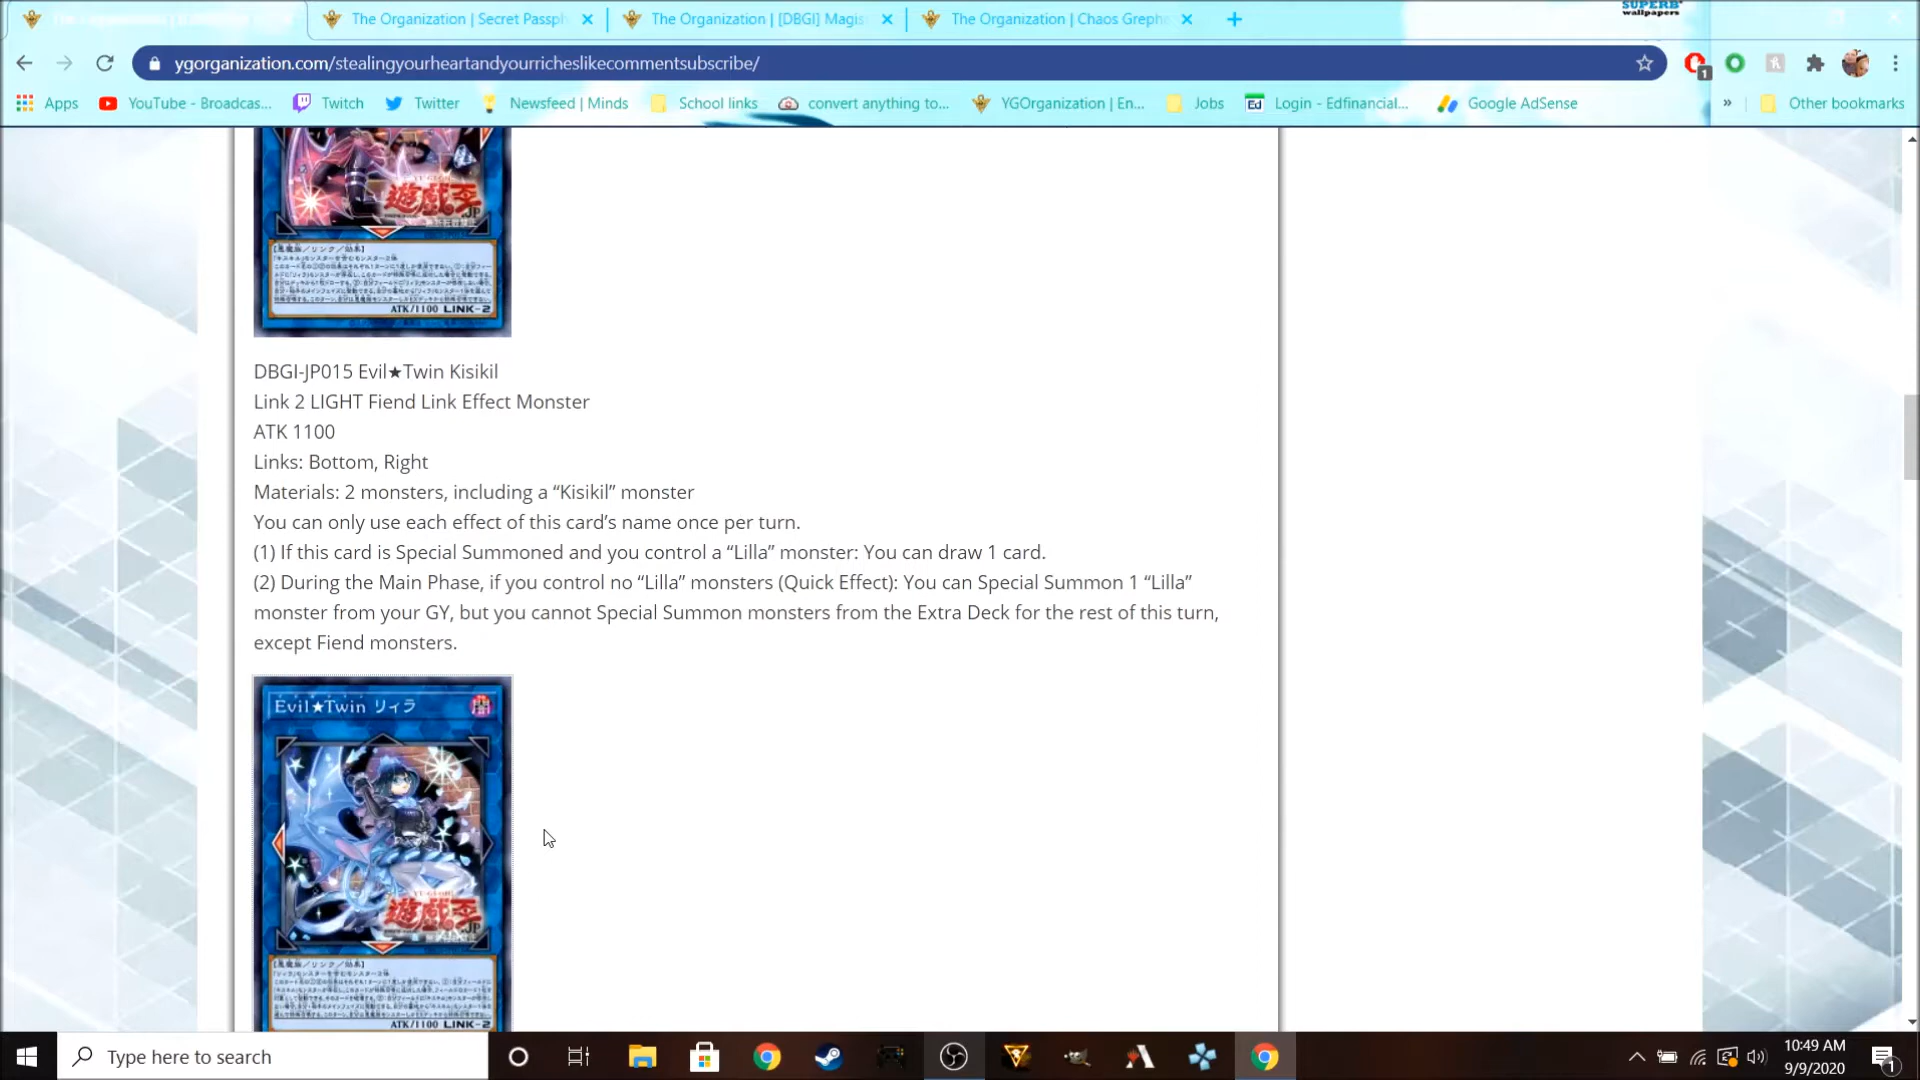 The Organization | Secret Passph
The Organization | [DBGI] Magis
The Organization | Chaos Greph
SUPERB
wallpapers
ygorganization.com/stealingyourheartandyourricheslikecommentsubscribe/
1
Apps
YouTube - Broadcas...
Twitch
Twitter
Newsfeed | Minds
School links
convert anything to...
YGOrganization | En...
Jobs
Ed
Login - Edfinancial...
Google AdSense
»
Other bookmarks
遊戯王
.JP
ATK/1100 LINK-2
DBGI-JP015 Evil★Twin Kisikil
Link 2 LIGHT Fiend Link Effect Monster
ATK 1100
Links: Bottom, Right
Materials: 2 monsters, including a “Kisikil” monster
You can only use each effect of this card’s name once per turn.
(1) If this card is Special Summoned and you control a “Lilla” monster: You can draw 1 card.
(2) During the Main Phase, if you control no “Lilla” monsters (Quick Effect): You can Special Summon 1 “Lilla”
monster from your GY, but you cannot Special Summon monsters from the Extra Deck for the rest of this turn,
except Fiend monsters.
Evil★Twin リィラ
遊戯王
.JP
ATK/1100 LINK-2
Type here to search
10:49 AM
9/9/2020
1